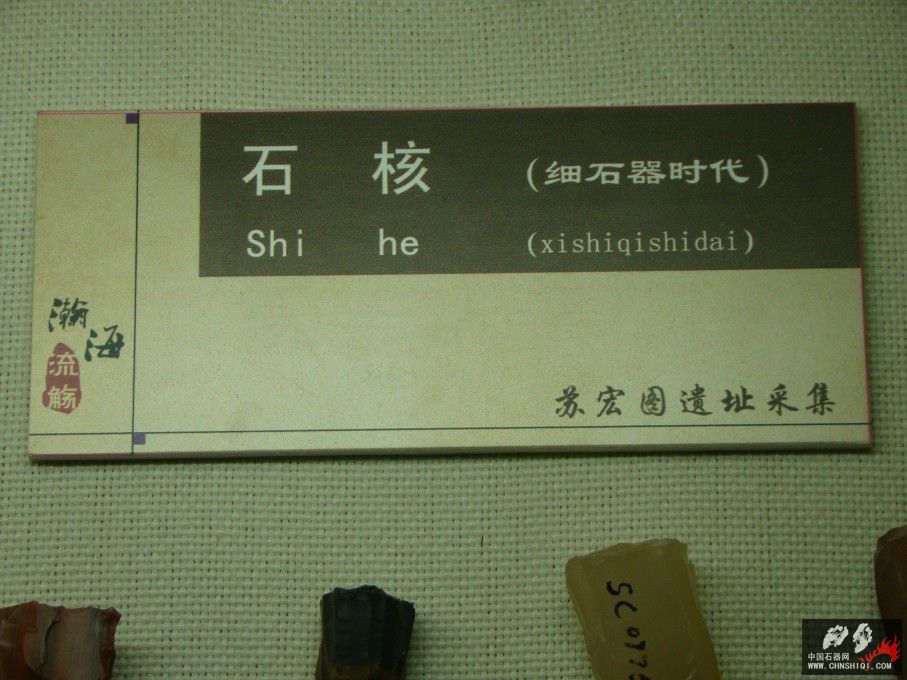 石 核 (细石器时代)
Shi he (xishiqishidai)
瀚海
流觞
苏宏图遗址采集
SC077
中国石器网
WWW.CHNSHIQI.COM